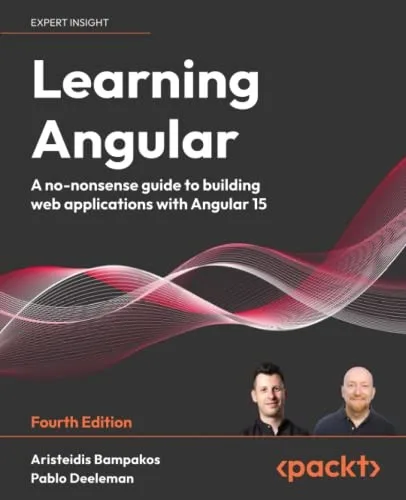 EXPERT INSIGHT
Learning
Angular
A no-nonsense guide to building
web applications with Angular 15
Fourth Edition
Aristeidis Bampakos
Pablo Deeleman
<packt>